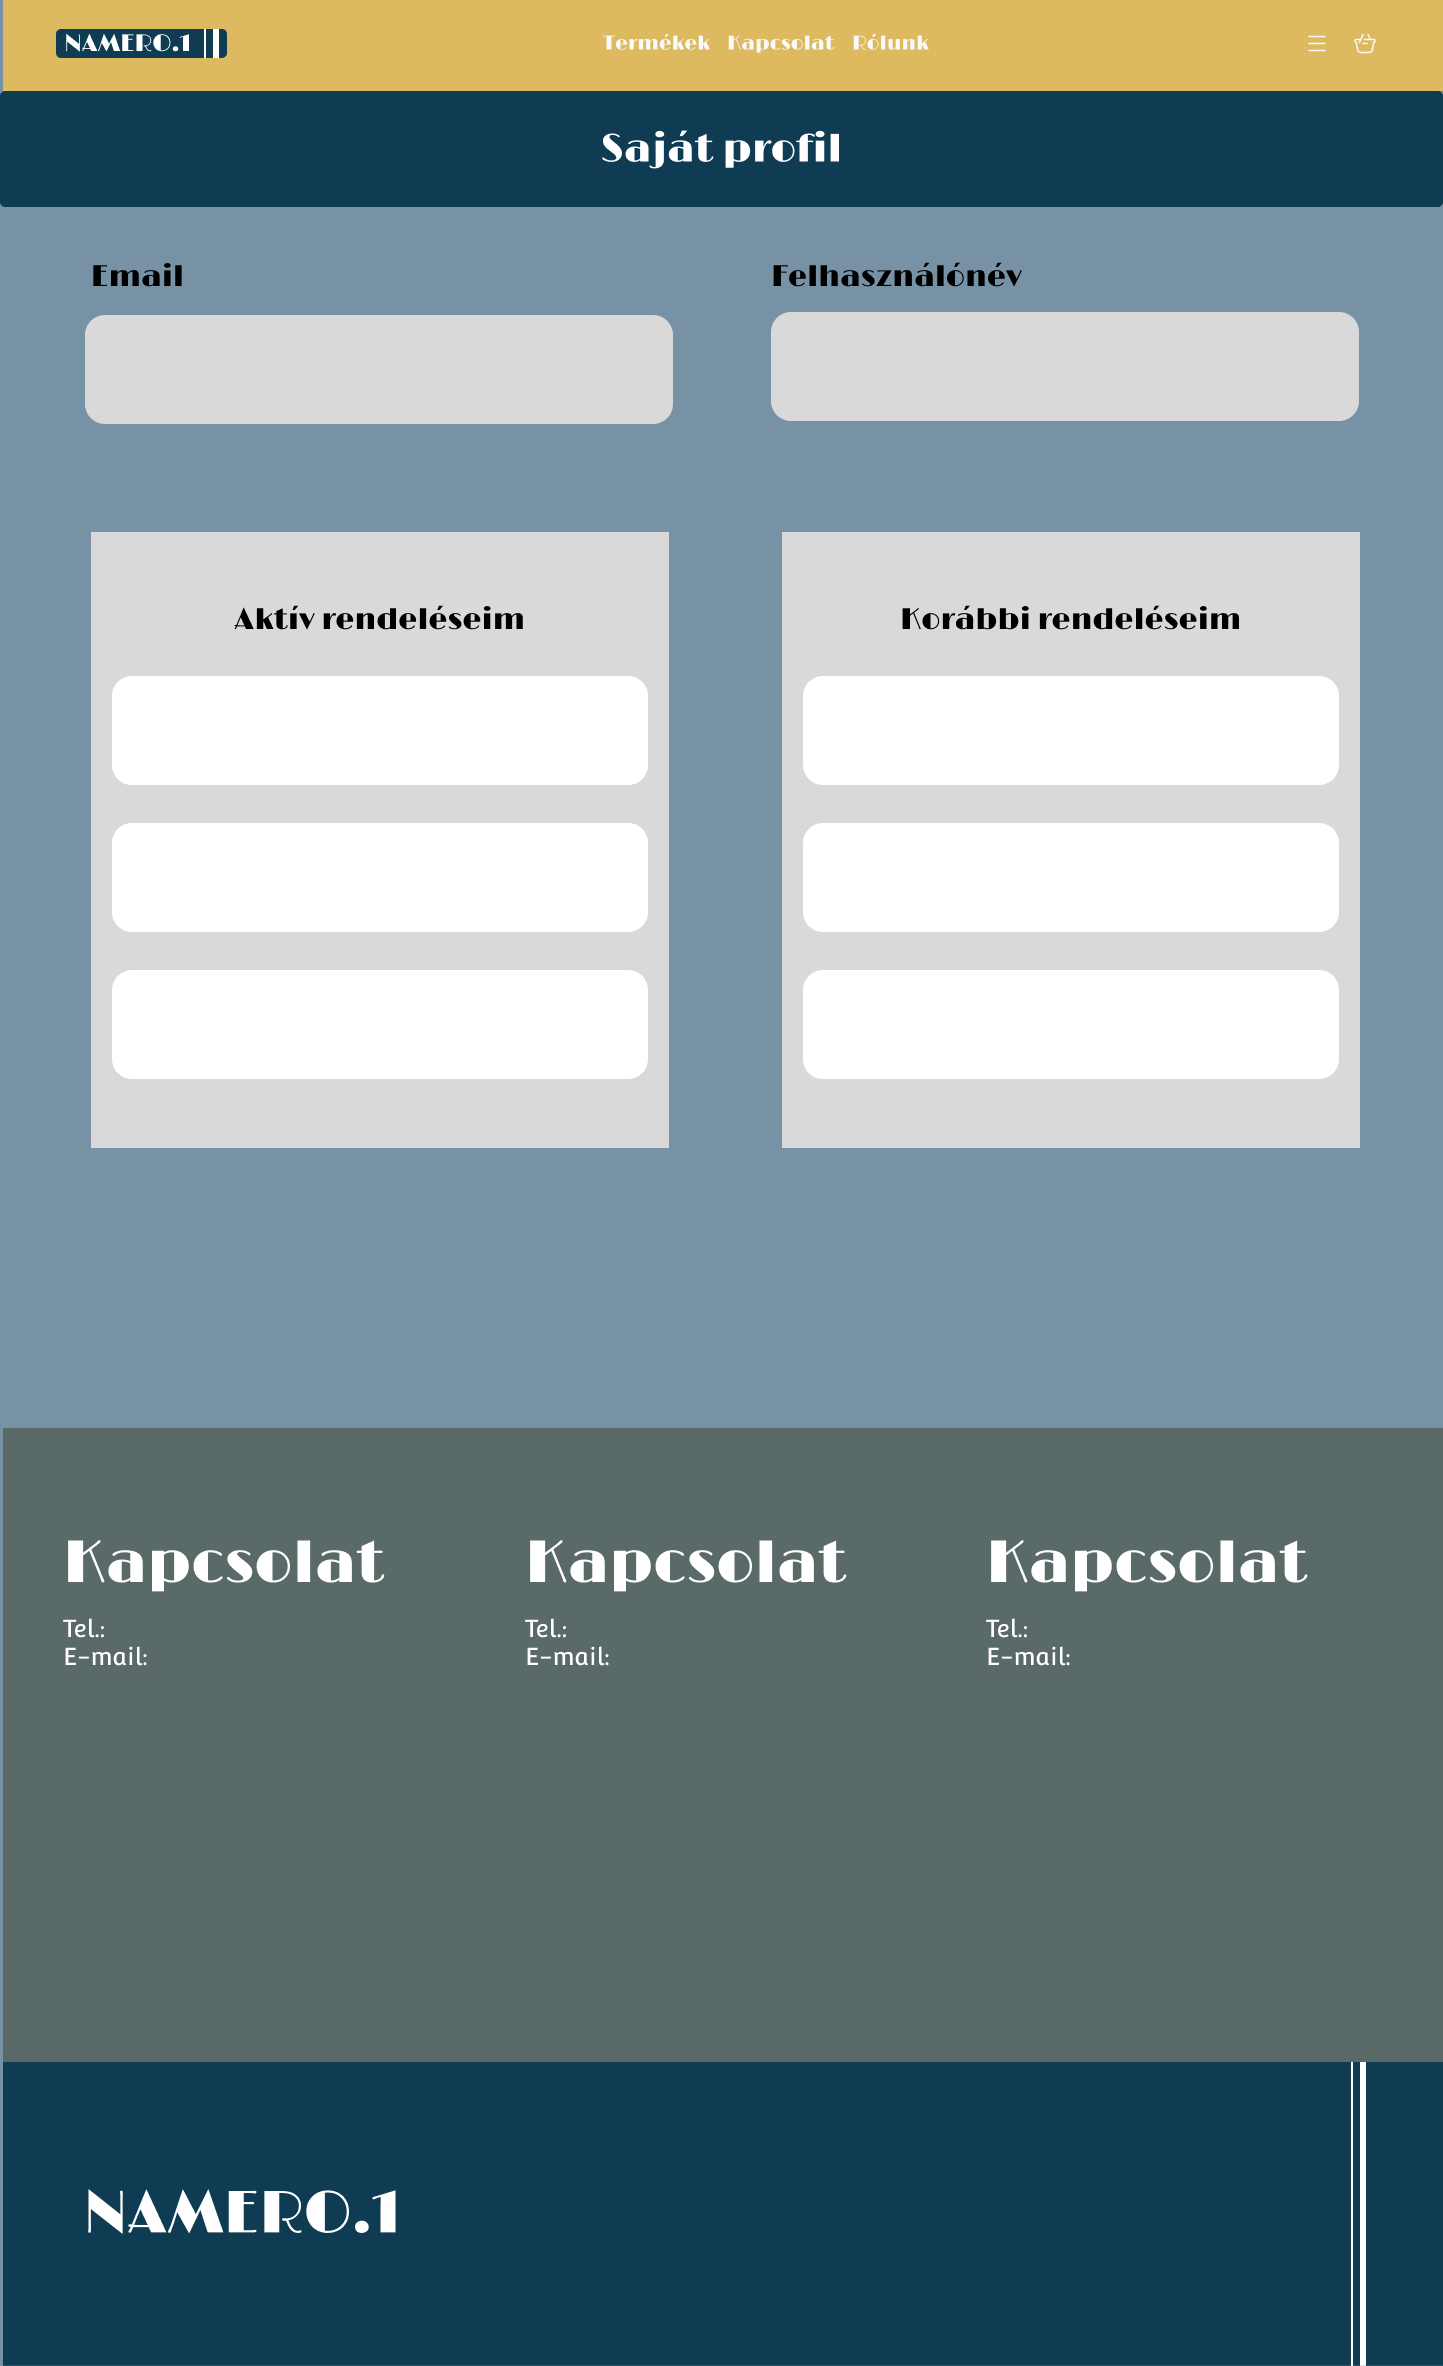 NAMERO.1
Termékek Kapcsolat Rólunk
Saját profil
Email
Felhasználónév
Aktív rendeléseim
Korábbi rendeléseim
Kapcsolat
Tel.:
E-mail:
Kapcsolat
Tel.:
E-mail:
Kapcsolat
Tel.:
E-mail:
NAMERO.1